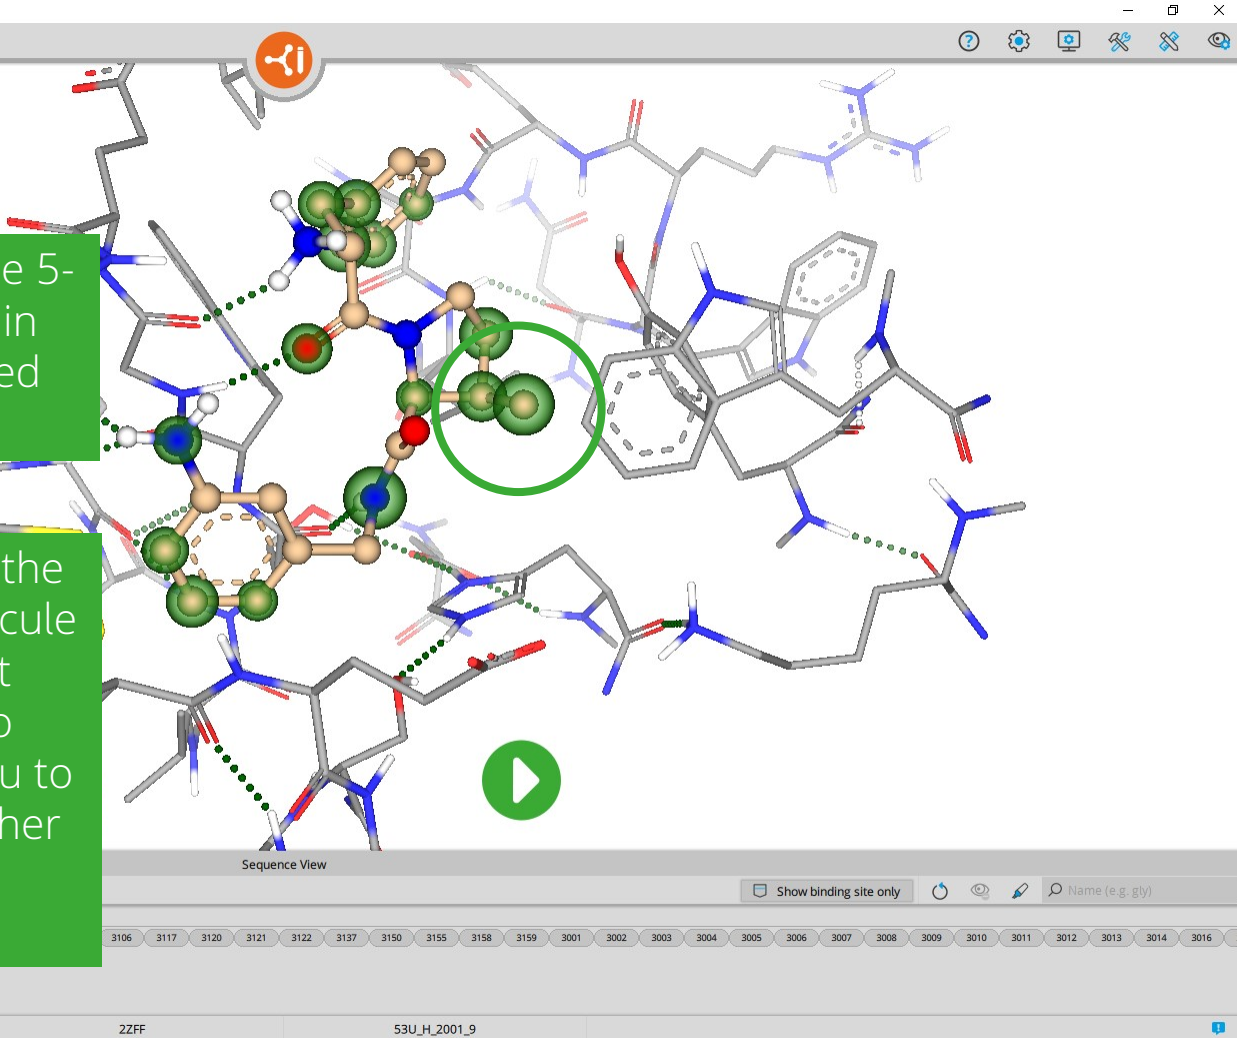 e 5-
in
ed
the
cule
t
o
u to
her
Sequence View
Show binding site only
Name (e.g. gly)
3106 3117 3120 3121 3122 3137 3150 3155 3158 3159 3001 3002 3003 3004 3005 3006 3007 3008 3009 3010 3011 3012 3013 3014 3016
2ZFF 53U_H_2001_9